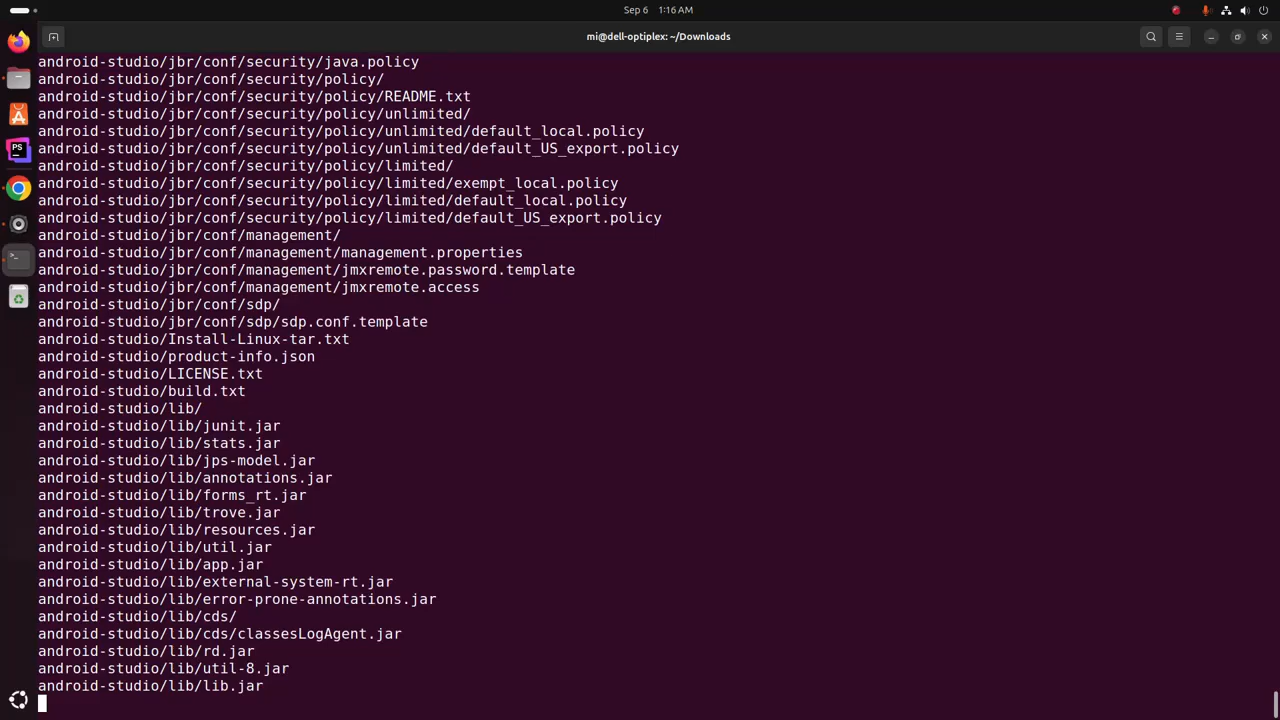 Sep 6 1:16 AM
mi@dell-optiplex: ~/Downloads
android-studio/jbr/conf/security/java.policy
android-studio/jbr/conf/security/policy/
android-studio/jbr/conf/security/policy/README.txt
android-studio/jbr/conf/security/policy/unlimited/
android-studio/jbr/conf/security/policy/unlimited/default_local.policy
android-studio/jbr/conf/security/policy/unlimited/default_US_export.policy
android-studio/jbr/conf/security/policy/limited/
android-studio/jbr/conf/security/policy/limited/exempt_local.policy
android-studio/jbr/conf/security/policy/limited/default_local.policy
android-studio/jbr/conf/security/policy/limited/default_US_export.policy
android-studio/jbr/conf/management/
android-studio/jbr/conf/management/management.properties
android-studio/jbr/conf/management/jmxremote.password.template
android-studio/jbr/conf/management/jmxremote.access
android-studio/jbr/conf/sdp/
android-studio/jbr/conf/sdp/sdp.conf.template
android-studio/Install-Linux-tar.txt
android-studio/product-info.json
android-studio/LICENSE.txt
android-studio/build.txt
android-studio/lib/
android-studio/lib/junit.jar
android-studio/lib/stats.jar
android-studio/lib/jps-model.jar
android-studio/lib/annotations.jar
android-studio/lib/forms_rt.jar
android-studio/lib/trove.jar
android-studio/lib/resources.jar
android-studio/lib/util.jar
android-studio/lib/app.jar
android-studio/lib/external-system-rt.jar
android-studio/lib/error-prone-annotations.jar
android-studio/lib/cds/
android-studio/lib/cds/classesLogAgent.jar
android-studio/lib/rd.jar
android-studio/lib/util-8.jar
android-studio/lib/lib.jar
PS